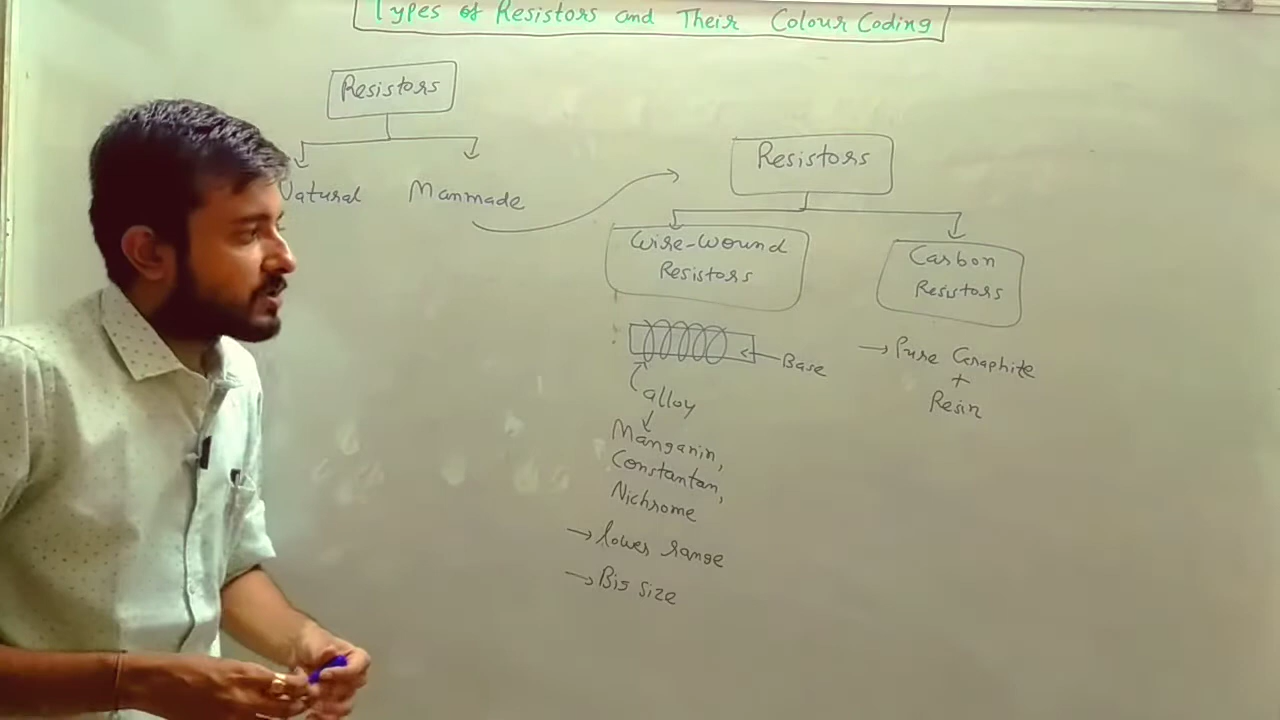 Types of Resistors and Their Colour Coding
Resistors
Natural Manmade
Resistors
Wire-Wound
Resistors
Base
alloy
Manganin,
Constantan,
Nichrome
→ lower range
→ Big size
Carbon
Resistors
→ Pure Graphite
+
Resin